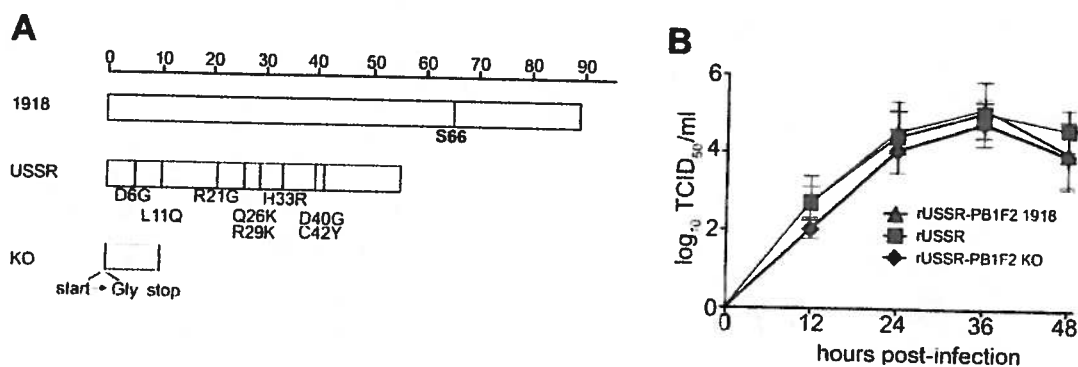 A
0 10 20 30 40 50 60 70 80 90
1918
S66
USSR
D6G R21G H33R
L11Q Q26K D40G
R29K C42Y
KO
start → Gly stop
B
6
4
2
0
log₁₀ TCID₅₀/ml
rUSSR-PB1F2 1918
rUSSR
rUSSR-PB1F2 KO
0 12 24 36 48
hours post-infection